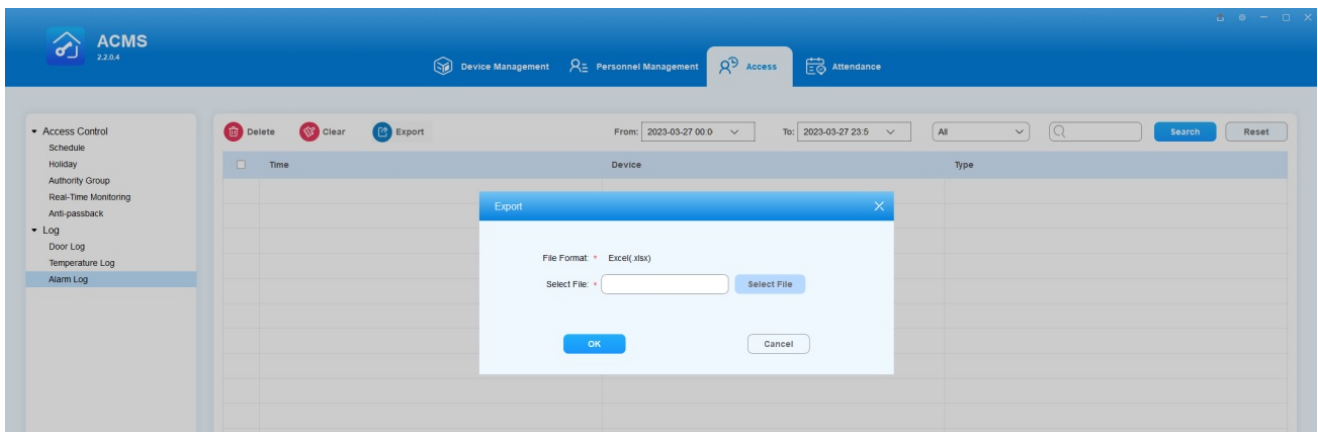 ACMS
2.2.0.4
Device Management Personnel Management Access Attendance
Access Control
Schedule
Holiday
Authority Group
Real-Time Monitoring
Anti-passback
Log
Door Log
Temperature Log
Alarm Log
Delete Clear Export From: 2023-03-27 00:0 To: 2023-03-27 23:5 All Search Reset
Time Device Type
Export
File Format: * Excel(.xlsx)
Select File: * Select File
OK Cancel